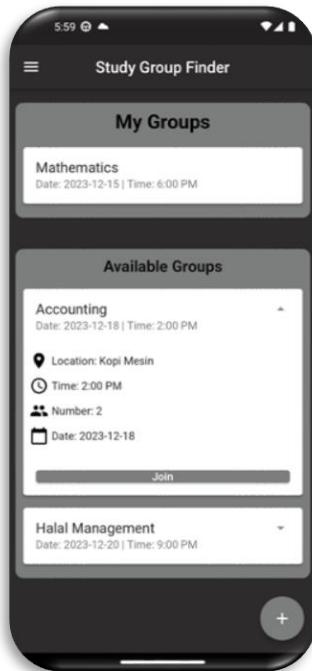 5:59
Study Group Finder
My Groups
Mathematics
Date: 2023-12-15 | Time: 6:00 PM
Available Groups
Accounting
Date: 2023-12-18 | Time: 2:00 PM
Location: Kopi Mesin
Time: 2:00 PM
Number: 2
Date: 2023-12-18
Join
Halal Management
Date: 2023-12-20 | Time: 9:00 PM
+